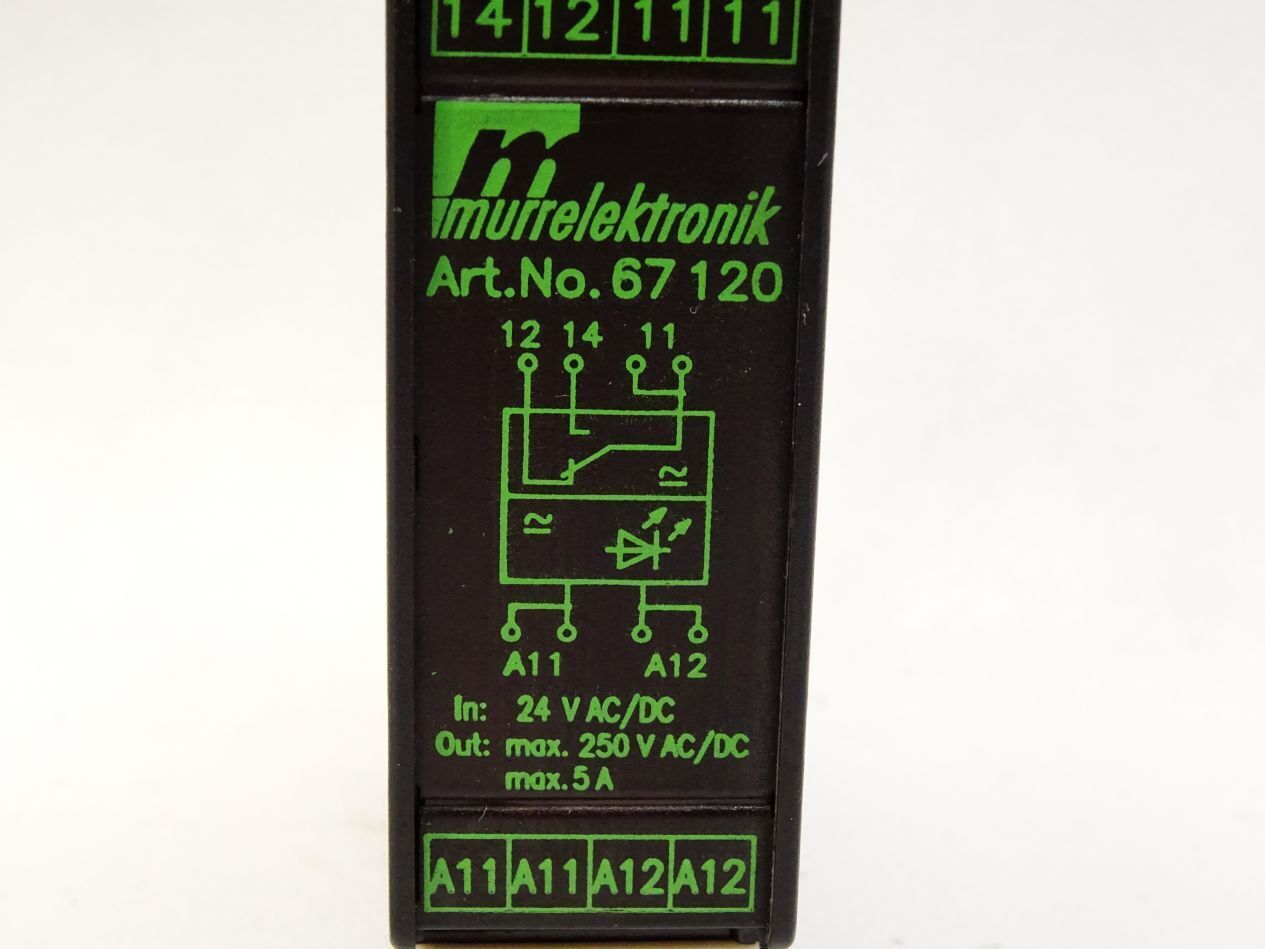 14 12 11 11
murrelektronik
Art.No. 67 120
12 14 11
A11 A12
In: 24 V AC/DC
Out: max. 250 V AC/DC
max. 5 A
A11 A11 A12 A12